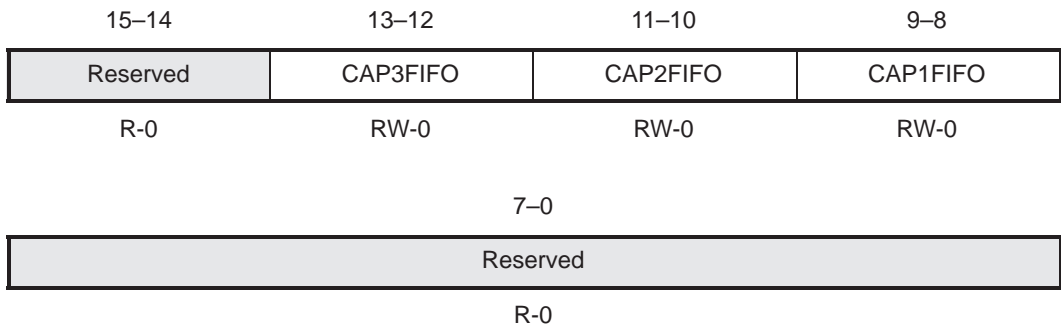 15–14 13–12 11–10 9–8
Reserved CAP3FIFO CAP2FIFO CAP1FIFO
R-0 RW-0 RW-0 RW-0
7–0
Reserved
R-0